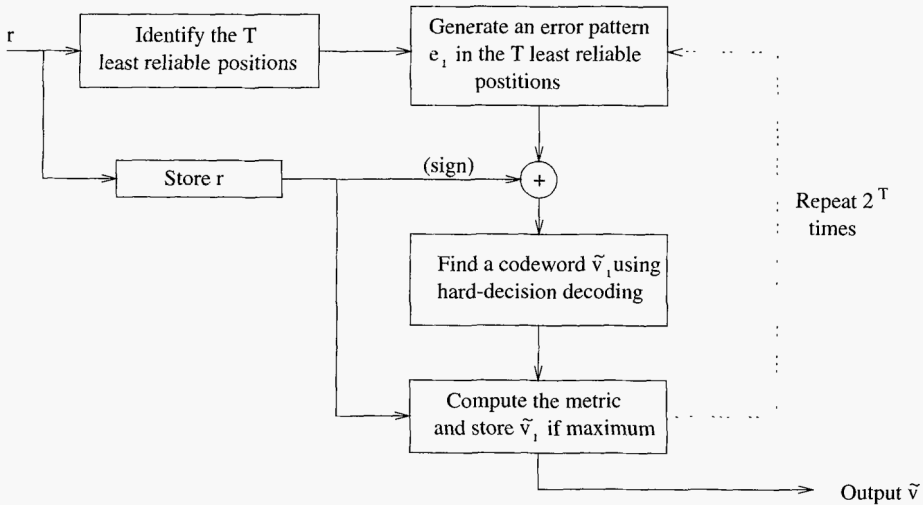 r
Identify the T
least reliable positions
Generate an error pattern
e₁ in the T least reliable
postitions
Store r
(sign)
+
Repeat 2ᵀ
times
Find a codeword ṽ₁ using
hard-decision decoding
Compute the metric
and store ṽ₁ if maximum
Output ṽ